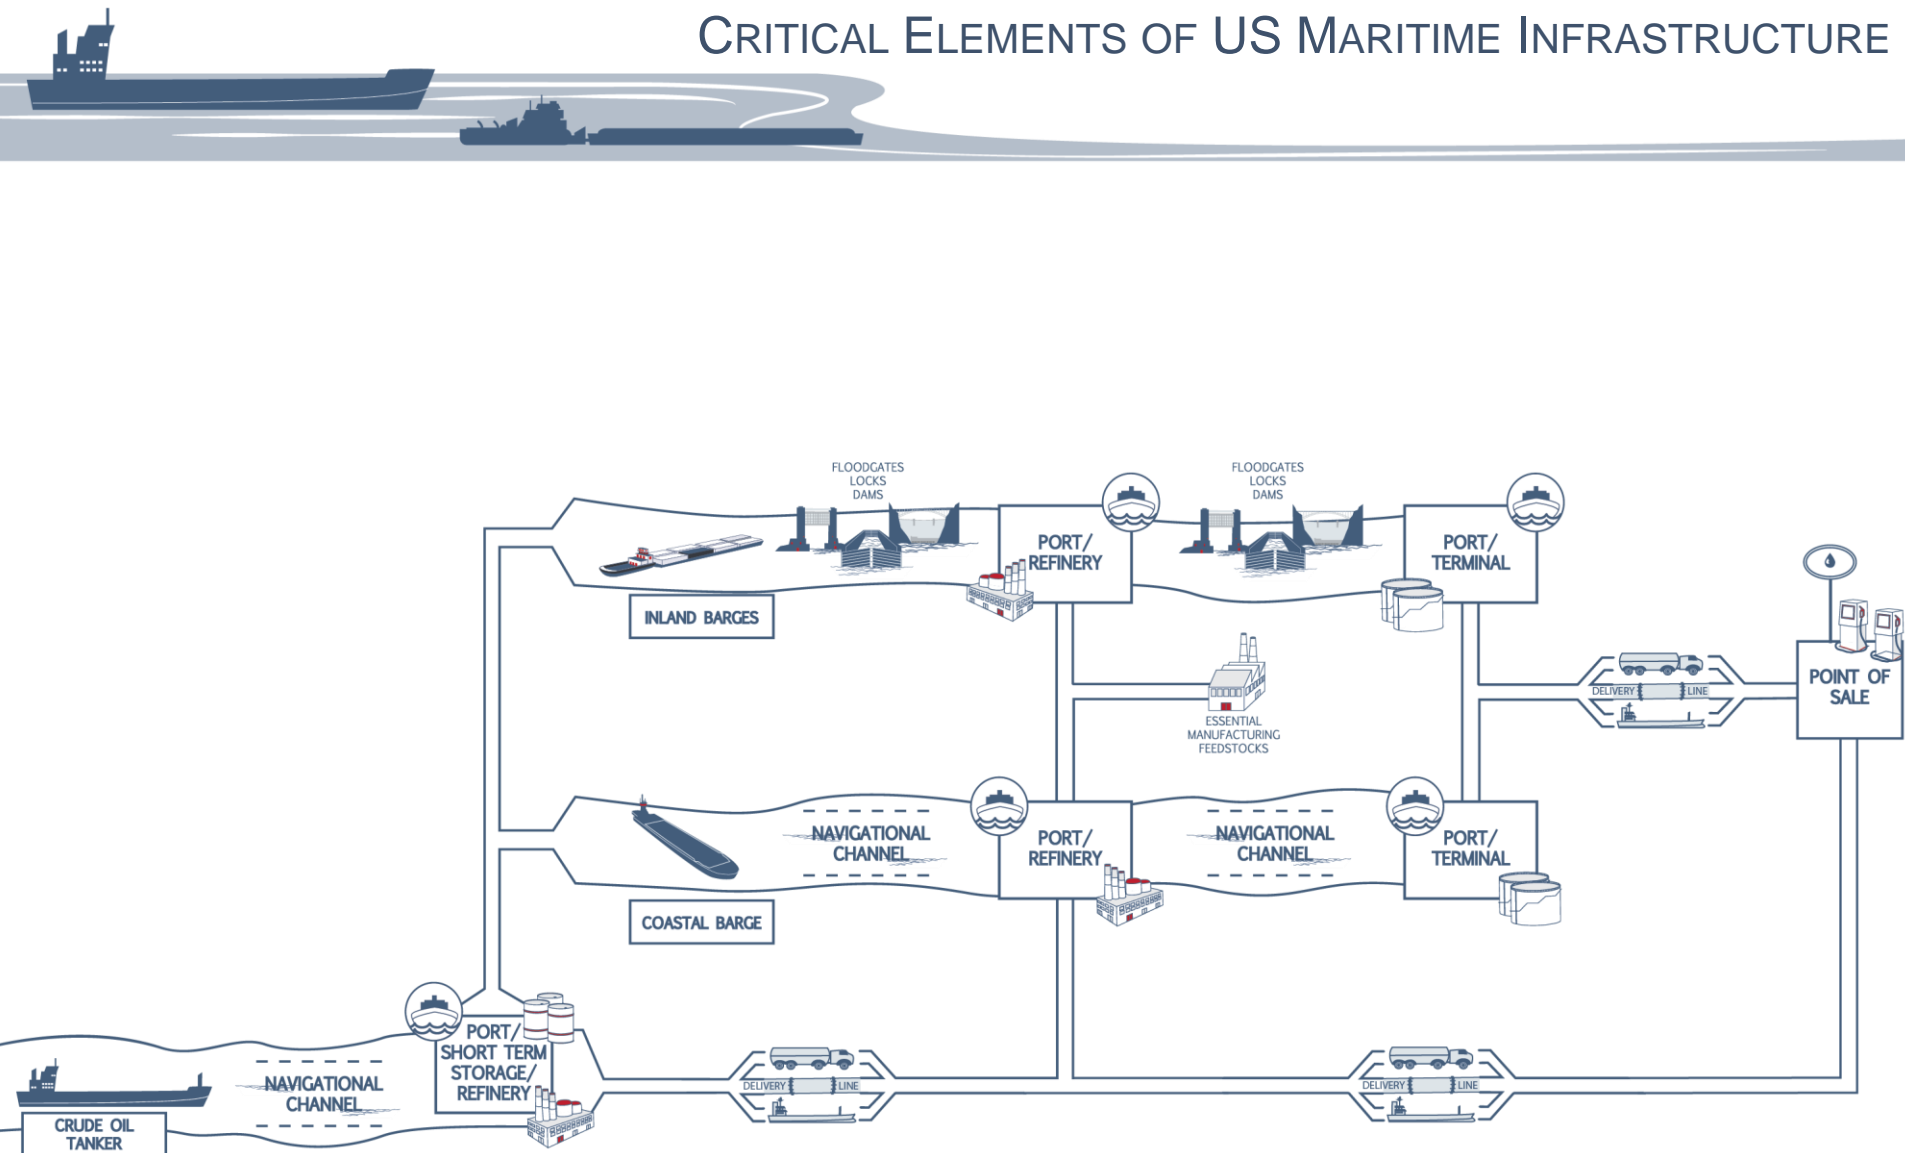 CRITICAL ELEMENTS OF US MARITIME INFRASTRUCTURE
FLOODGATES
LOCKS
DAMS
FLOODGATES
LOCKS
DAMS
PORT/
REFINERY
PORT/
TERMINAL
INLAND BARGES
DELIVERY
LINE
POINT OF
SALE
ESSENTIAL
MANUFACTURING
FEEDSTOCKS
NAVIGATIONAL
CHANNEL
PORT/
REFINERY
NAVIGATIONAL
CHANNEL
PORT/
TERMINAL
COASTAL BARGE
PORT/
SHORT TERM
STORAGE/
REFINERY
NAVIGATIONAL
CHANNEL
CRUDE OIL
TANKER
DELIVERY
LINE
DELIVERY
LINE